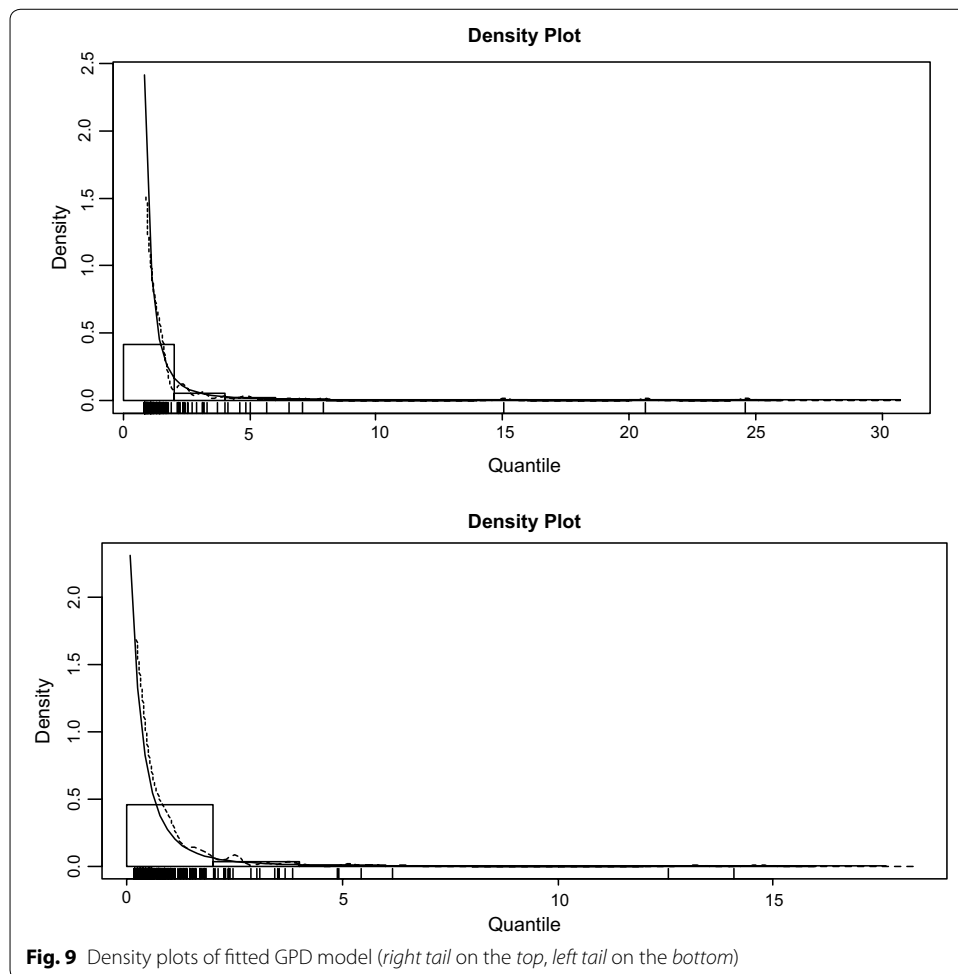 Density Plot
2.5
2.0
1.5
1.0
0.5
0.0
Density
0 5 10 15 20 25 30
Quantile
Density Plot
2.0
1.5
1.0
0.5
0.0
Density
0 5 10 15
Quantile
Fig. 9 Density plots of fitted GPD model (right tail on the top, left tail on the bottom)